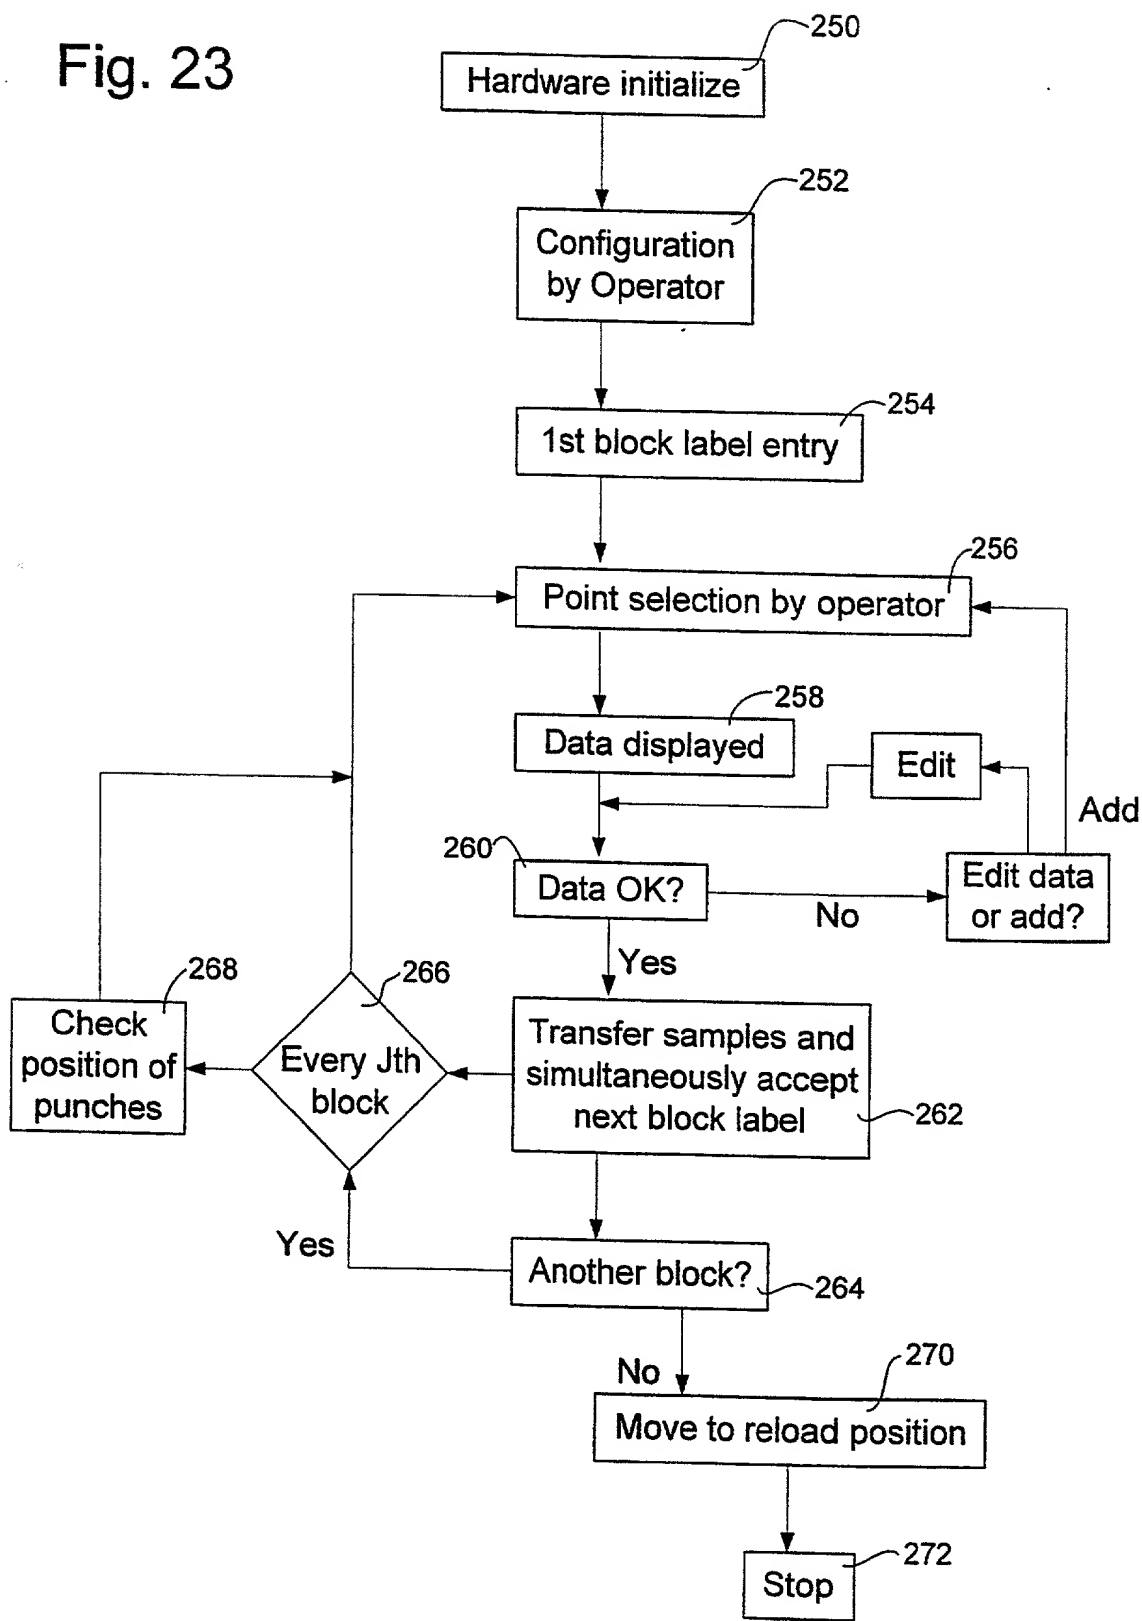 Fig. 23
250
Hardware initialize
252
Configuration
by Operator
254
1st block label entry
256
Point selection by operator
258
Data displayed
Edit
Add
260
Data OK?
No
Edit data
or add?
Yes
268
266
Check
position of
punches
Every Jth
block
Transfer samples and
simultaneously accept
next block label
262
Yes
Another block?
264
No
270
Move to reload position
272
Stop